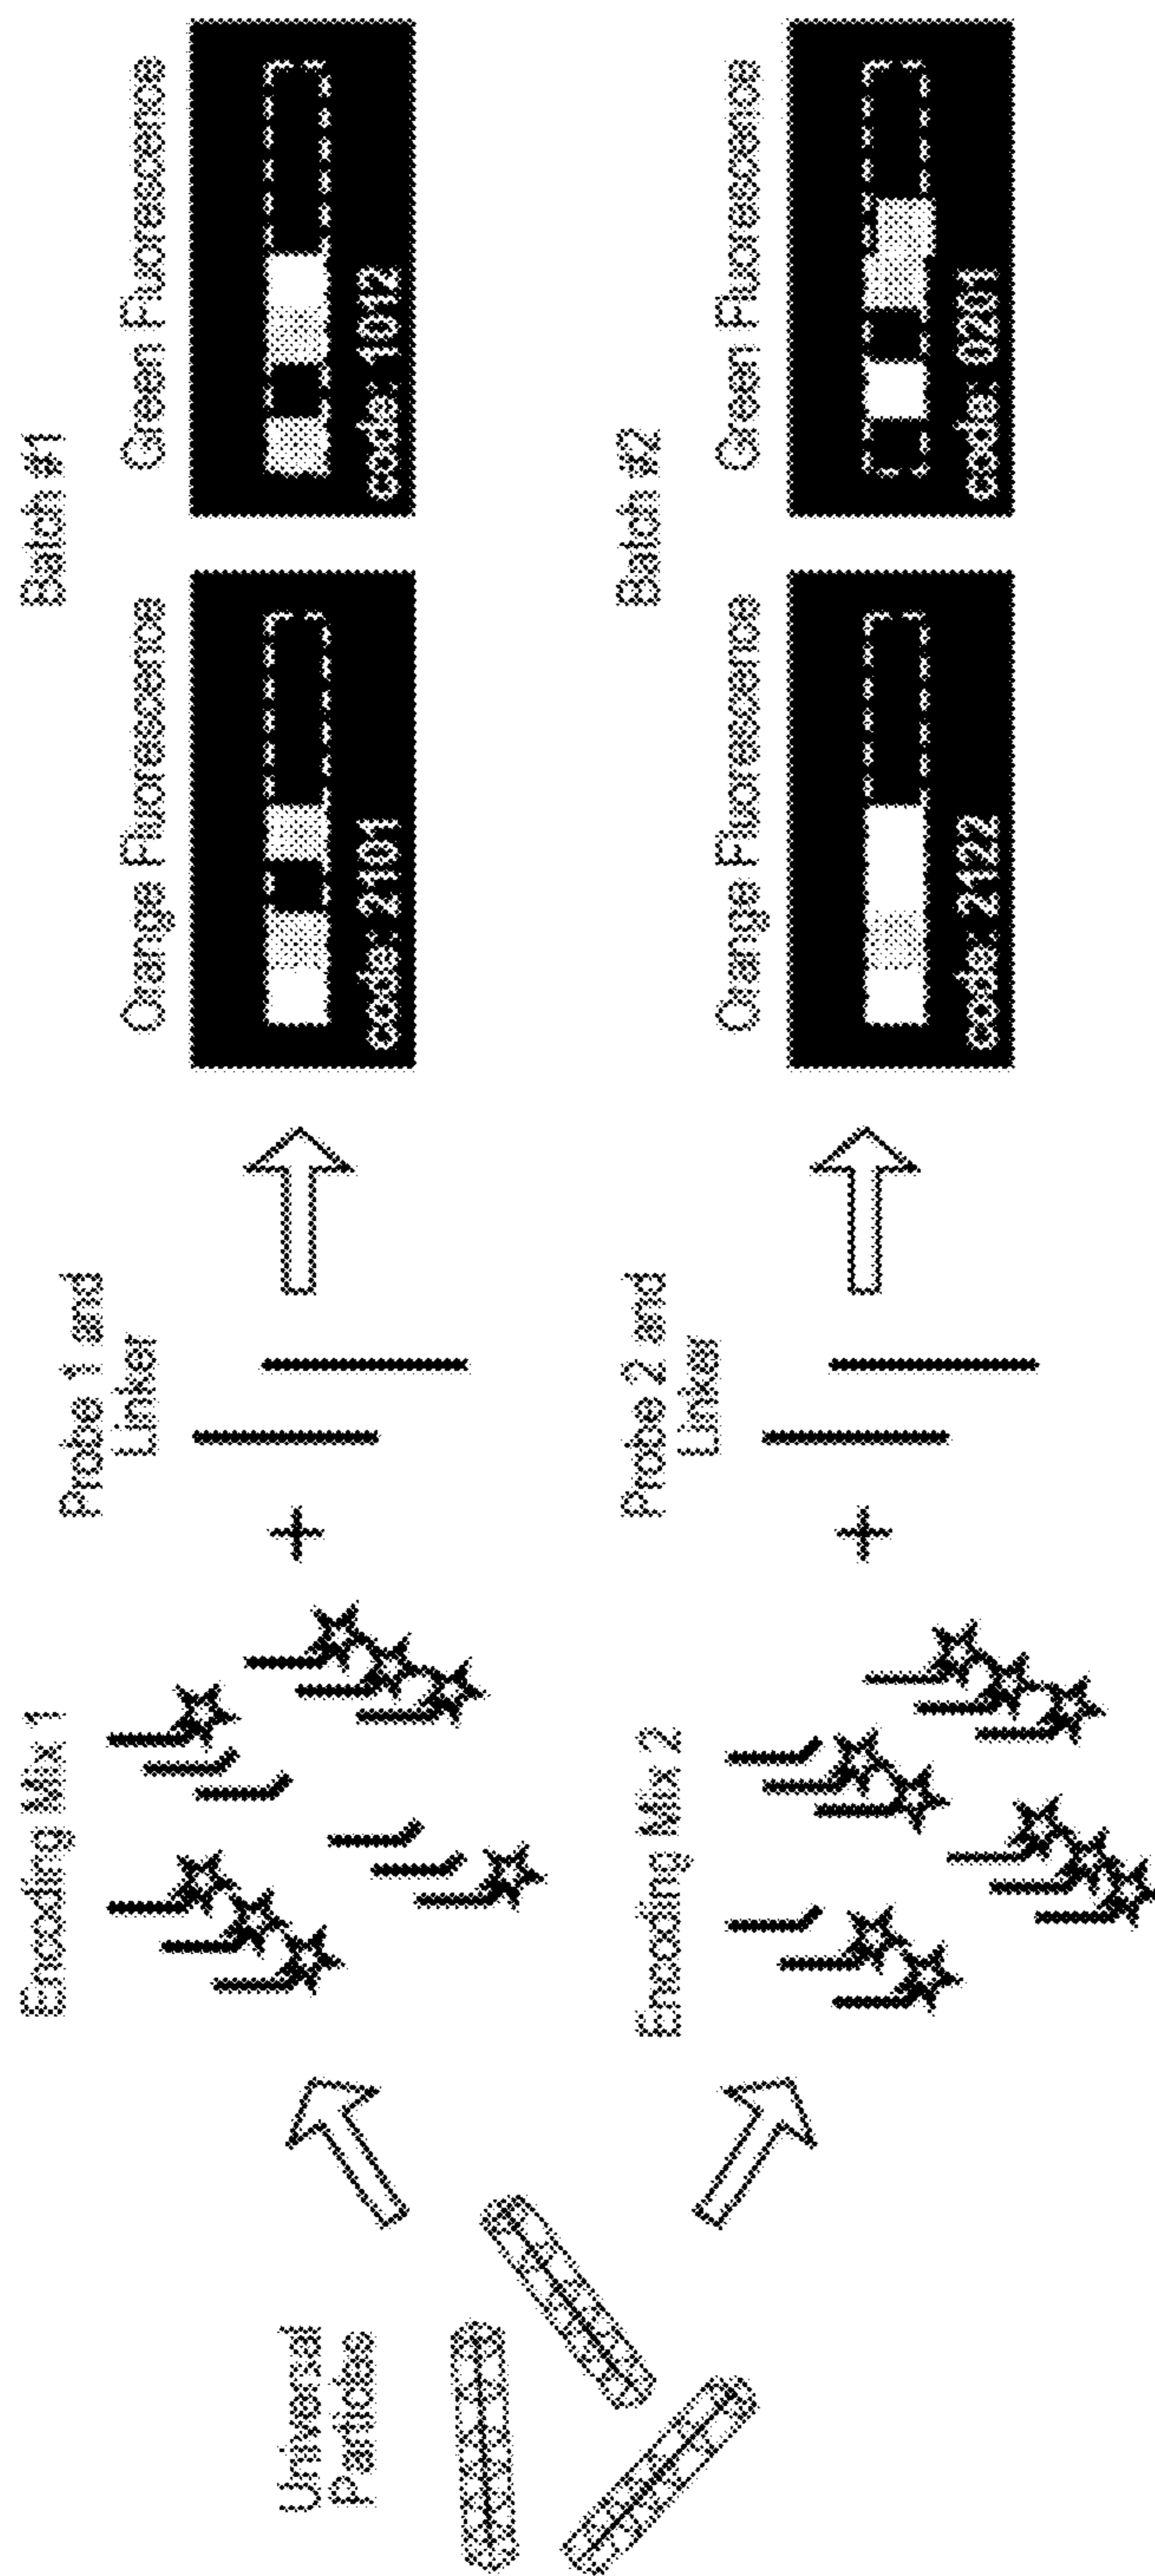 Universal
Particles
Encoding Mix 1
Probe 1 and
Linker
Batch #1
Orange Fluorescence
code: 2101
Green Fluorescence
code: 1012
Encoding Mix 2
Probe 2 and
Linker
Batch #2
Orange Fluorescence
code: 2122
Green Fluorescence
code: 0201